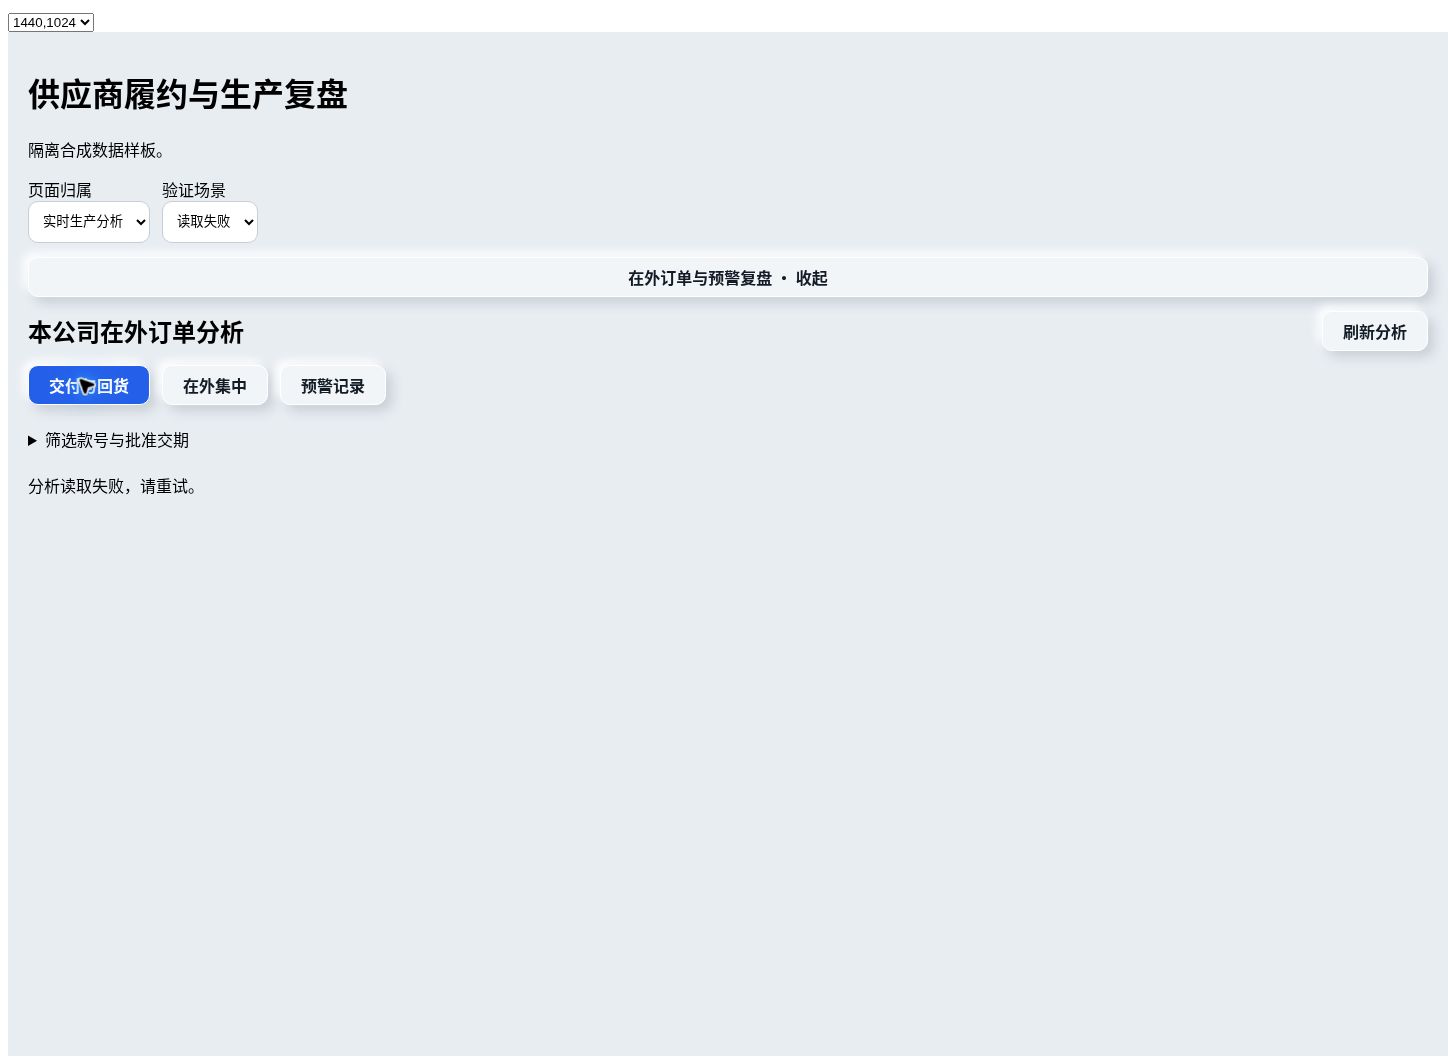 1440,1024
供应商履约与生产复盘
隔离合成数据样板。
页面归属 验证场景
实时生产分析 读取失败
在外订单与预警复盘 · 收起
本公司在外订单分析 刷新分析
交付 回货 在外集中 预警记录
筛选款号与批准交期
分析读取失败，请重试。